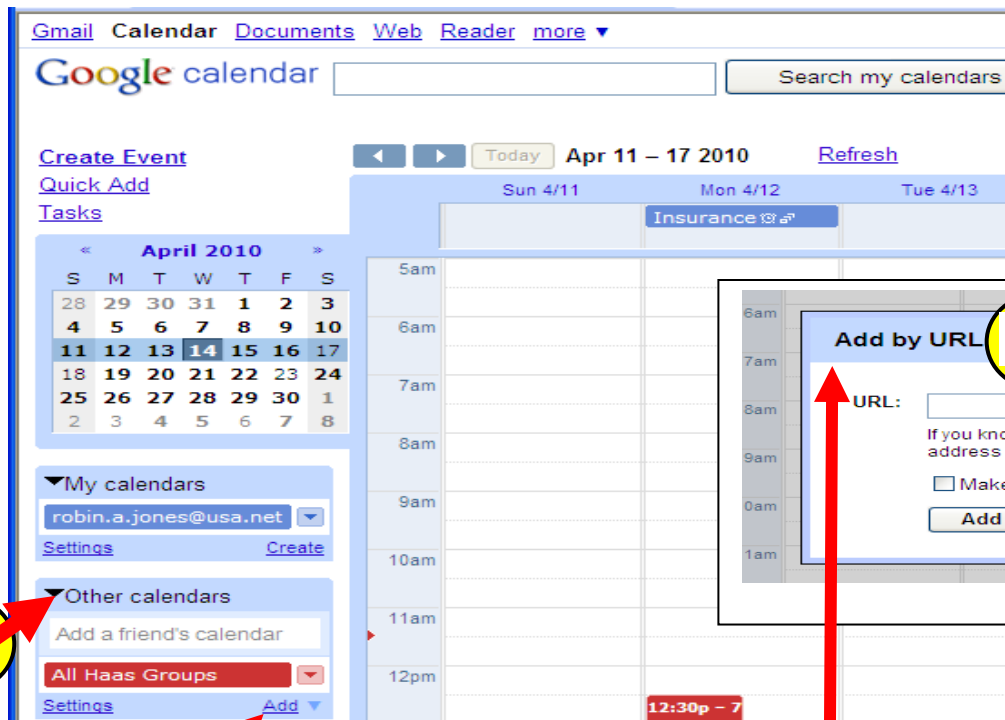 Gmail Calendar Documents Web Reader more ▼
Google calendar Search my calendars
Create Event
Quick Add
Tasks
Today Apr 11 – 17 2010 Refresh
Sun 4/11 Mon 4/12 Tue 4/13
Insurance
« April 2010 »
S M T W T F S
28 29 30 31 1 2 3
4 5 6 7 8 9 10
11 12 13 14 15 16 17
18 19 20 21 22 23 24
25 26 27 28 29 30 1
2 3 4 5 6 7 8
My calendars
robin.a.jones@usa.net
Settings Create
Other calendars
Add a friend's calendar
All Haas Groups
Settings Add ▼
5am
6am
7am
8am
9am
10am
11am
12pm
12:30p – 7
6am
7am
8am
9am
0am
1am
Add by URL
URL:
If you kno
address
Make
Add